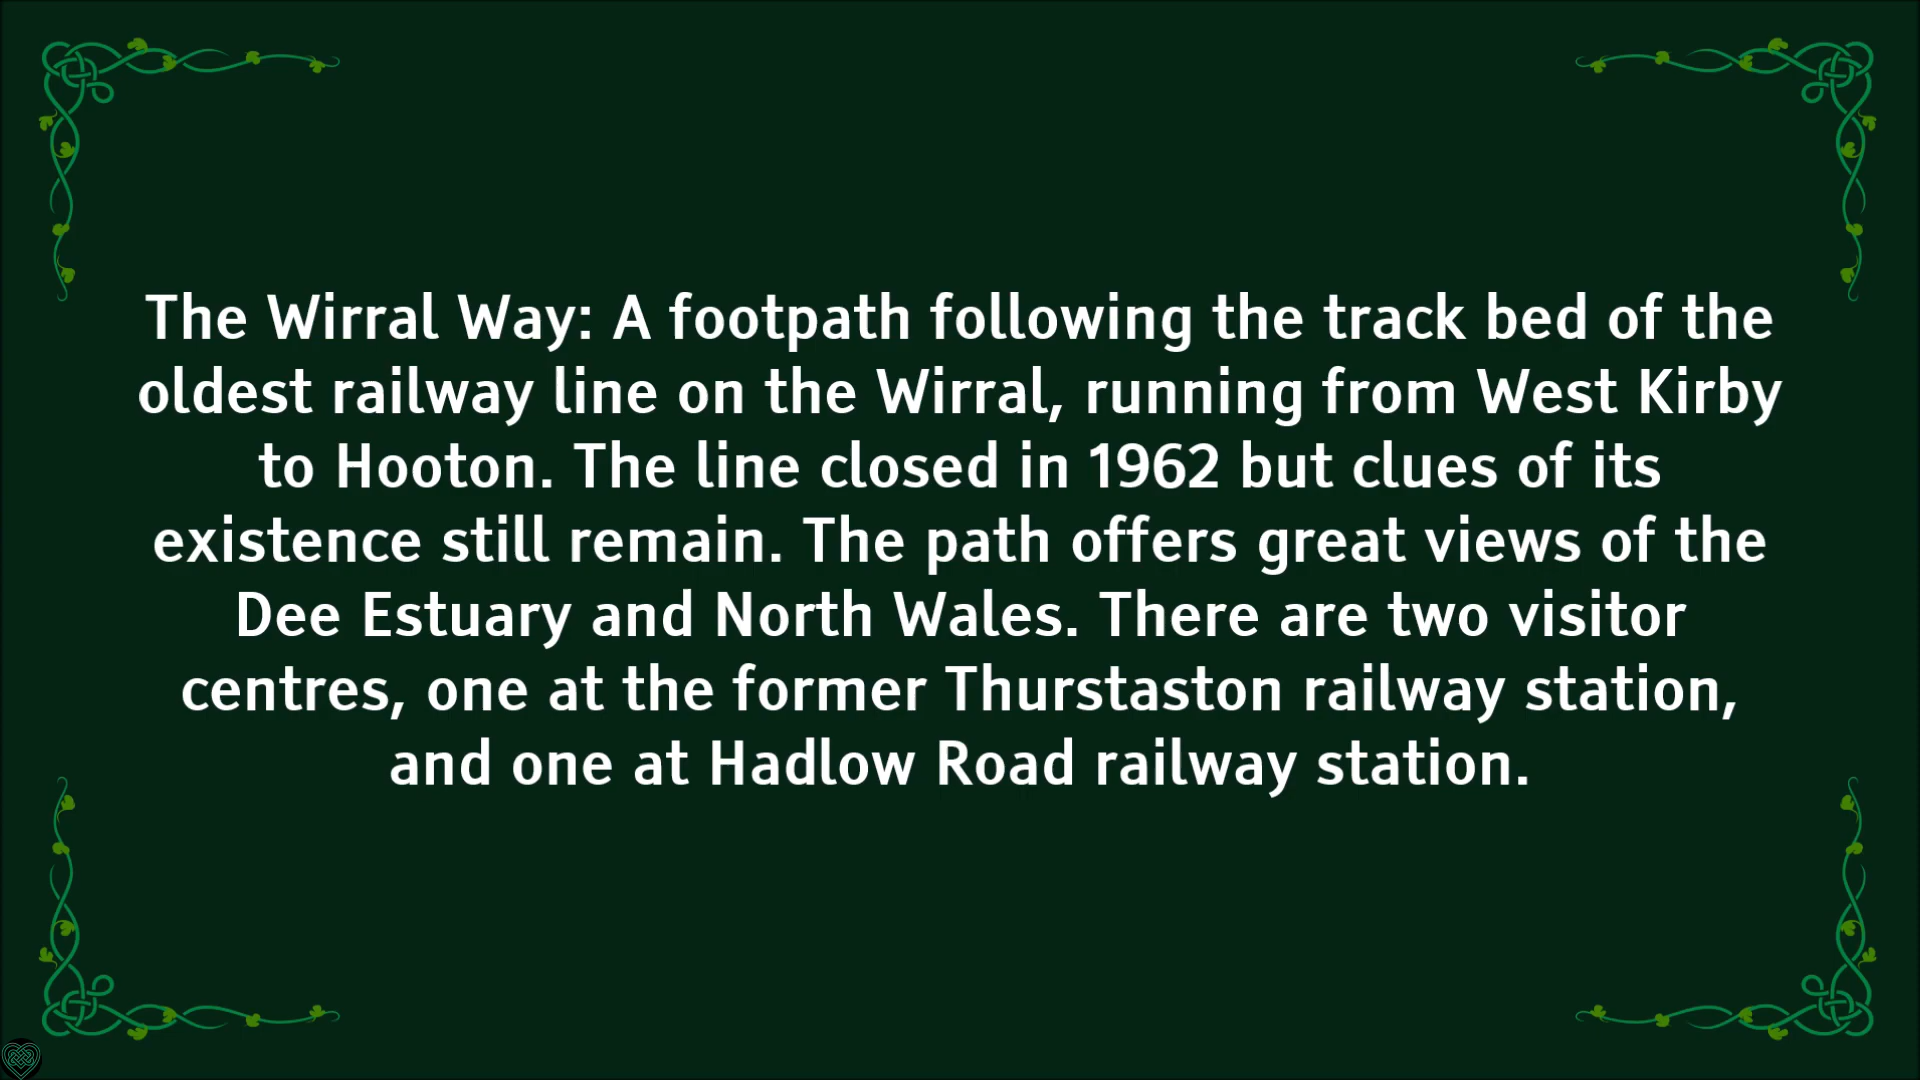 The Wirral Way: A footpath following the track bed of the
oldest railway line on the Wirral, running from West Kirby
to Hooton. The line closed in 1962 but clues of its
existence still remain. The path offers great views of the
Dee Estuary and North Wales. There are two visitor
centres, one at the former Thurstaston railway station,
and one at Hadlow Road railway station.